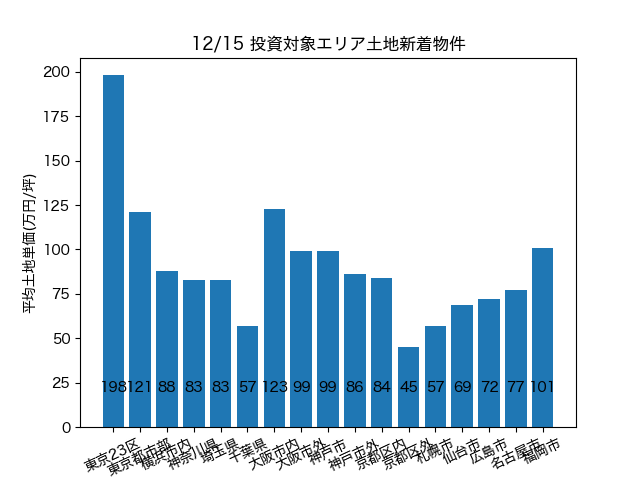 12/15 投資対象エリア土地新着物件
平均土地単価(万円/坪)
200
175
150
125
100
75
50
25
0
198 121 88 83 83 57 123 99 99 86 84 45 57 69 72 77 101
東京23区
東京都市部
横浜市内
神奈川県
埼玉県
千葉県
大阪市内
大阪市外
神戸市
神戸市外
京都区内
京都区外
札幌市
仙台市
広島市
名古屋市
福岡市